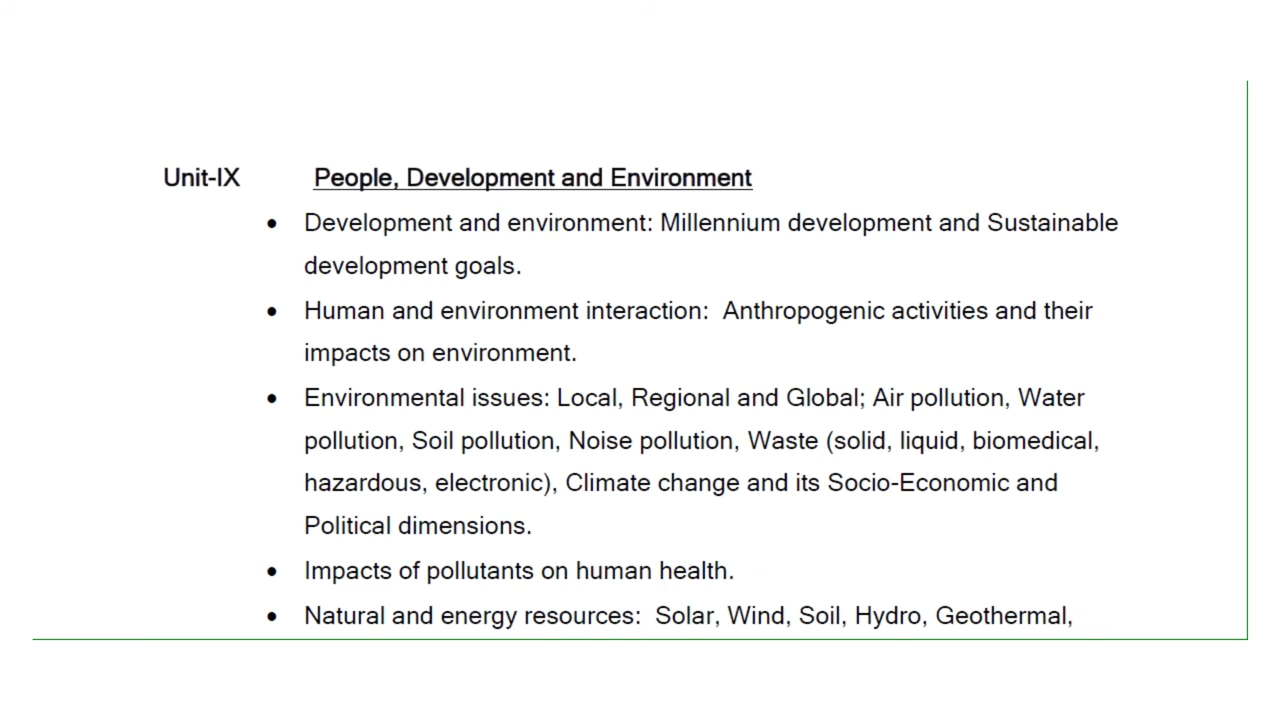 Unit-IX People, Development and Environment
• Development and environment: Millennium development and Sustainable
development goals.
• Human and environment interaction: Anthropogenic activities and their
impacts on environment.
• Environmental issues: Local, Regional and Global; Air pollution, Water
pollution, Soil pollution, Noise pollution, Waste (solid, liquid, biomedical,
hazardous, electronic), Climate change and its Socio-Economic and
Political dimensions.
• Impacts of pollutants on human health.
• Natural and energy resources: Solar, Wind, Soil, Hydro, Geothermal,